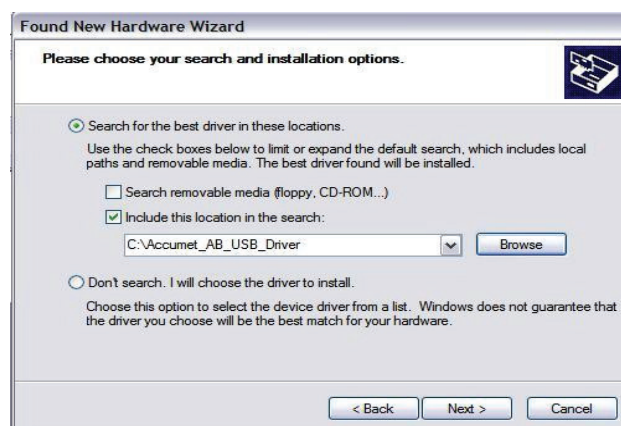 Found New Hardware Wizard
Please choose your search and installation options.
Search for the best driver in these locations.
Use the check boxes below to limit or expand the default search, which includes local
paths and removable media. The best driver found will be installed.
Search removable media (floppy, CD-ROM...)
Include this location in the search:
C:\Accumet_AB_USB_Driver
Browse
Don't search. I will choose the driver to install.
Choose this option to select the device driver from a list. Windows does not guarantee that
the driver you choose will be the best match for your hardware.
< Back Next > Cancel